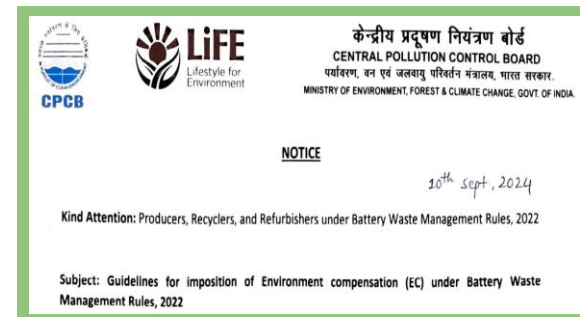 CPCB
LiFE
Lifestyle for
Environment
केन्द्रीय प्रदूषण नियंत्रण बोर्ड
CENTRAL POLLUTION CONTROL BOARD
पर्यावरण, वन एवं जलवायु परिवर्तन मंत्रालय, भारत सरकार.
MINISTRY OF ENVIRONMENT, FOREST & CLIMATE CHANGE, GOVT. OF INDIA.
NOTICE
10th Sept, 2024
Kind Attention: Producers, Recyclers, and Refurbishers under Battery Waste Management Rules, 2022
Subject: Guidelines for imposition of Environment compensation (EC) under Battery Waste
Management Rules, 2022